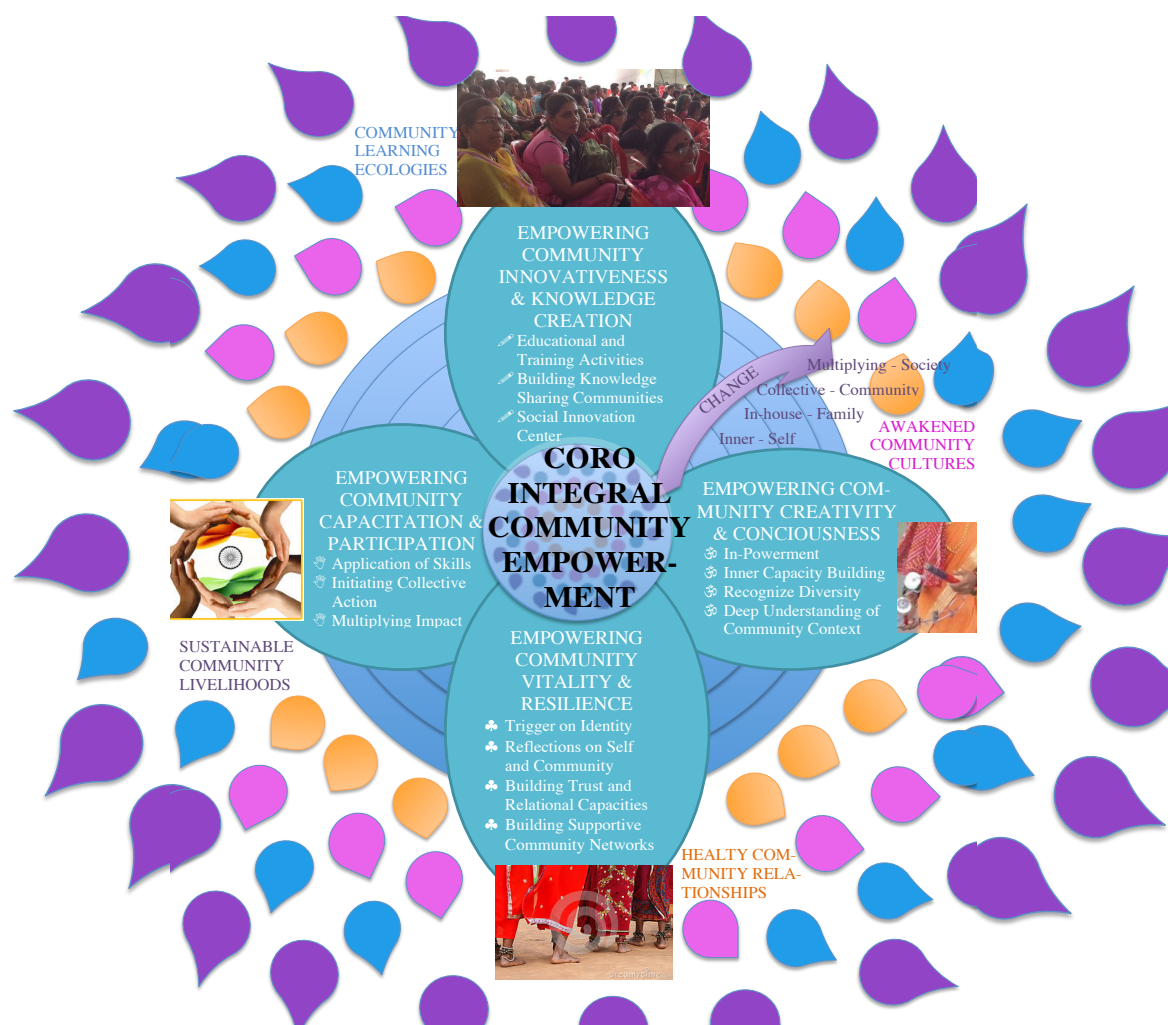 COMMUNITY
LEARNING
ECOLOGIES
EMPOWERING
COMMUNITY
INNOVATIVENESS
& KNOWLEDGE
CREATION
Educational and
Training Activities
Building Knowledge
Sharing Communities
Social Innovation
Center
CHANGE
Multiplying - Society
Collective - Community
In-house - Family
Inner - Self
AWAKENED
COMMUNITY
CULTURES
CORO
INTEGRAL
COMMUNITY
EMPOWER-
MENT
EMPOWERING
COMMUNITY
CAPACITATION &
PARTICIPATION
Application of Skills
Initiating Collective
Action
Multiplying Impact
EMPOWERING COM-
MUNITY CREATIVITY
& CONCIOUSNESS
ॐ In-Powerment
ॐ Inner Capacity Building
ॐ Recognize Diversity
ॐ Deep Understanding of
Community Context
SUSTAINABLE
COMMUNITY
LIVELIHOODS
EMPOWERING
COMMUNITY
VITALITY &
RESILIENCE
♣ Trigger on Identity
♣ Reflections on Self
and Community
♣ Building Trust and
Relational Capacities
♣ Building Supportive
Community Networks
HEALTY COM-
MUNITY RELA-
TIONSHIPS